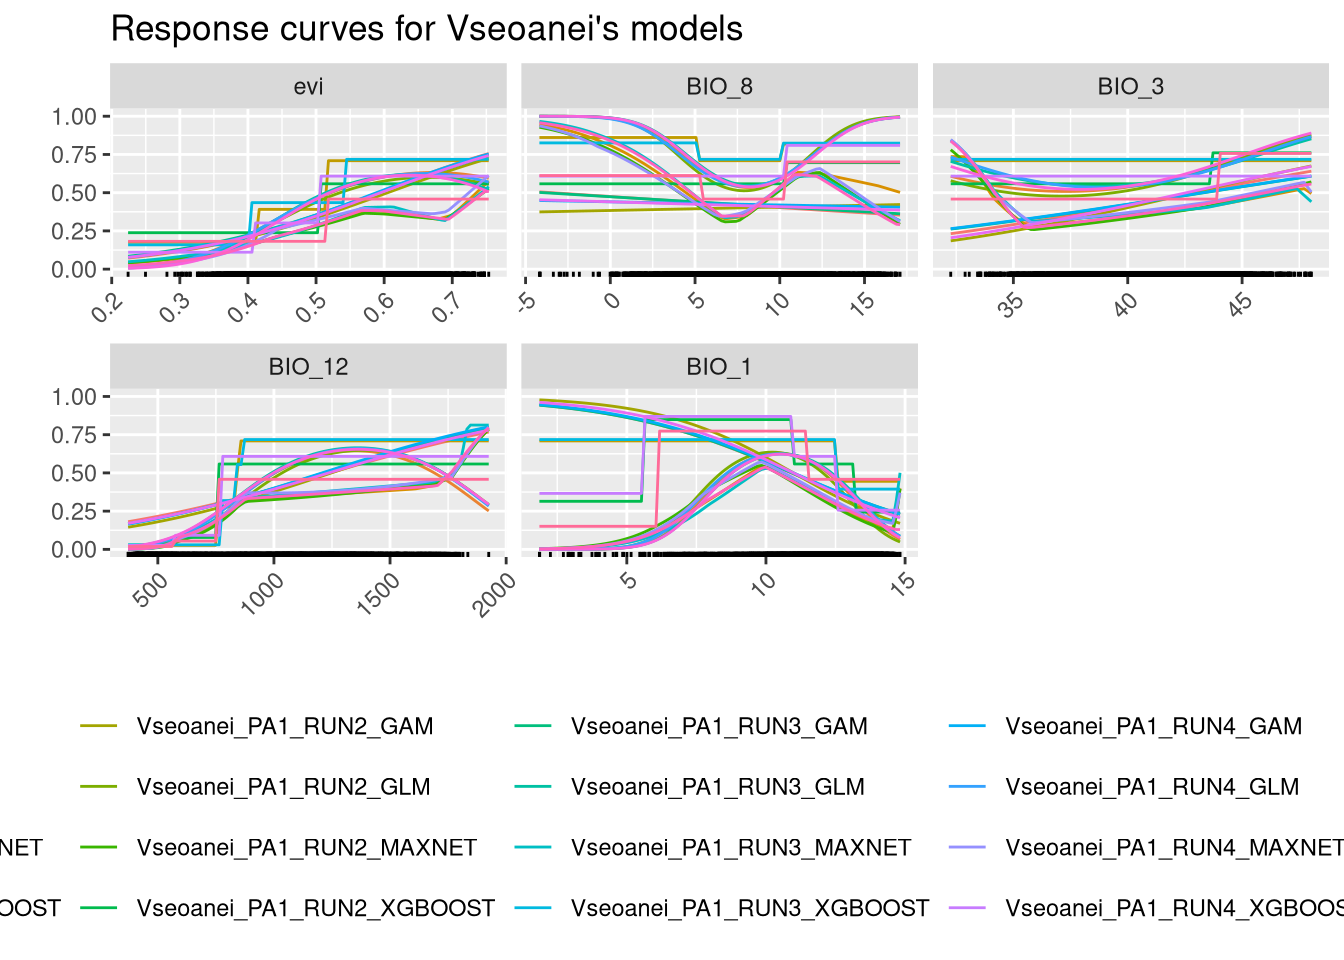 Response curves for Vseoanei's models
evi BIO_8 BIO_3
1.00
0.75
0.50
0.25
0.00
0.2 0.3 0.4 0.5 0.6 0.7 -5 0 5 10 15 35 40 45
BIO_12 BIO_1
1.00
0.75
0.50
0.25
0.00
500 1000 1500 2000 5 10 15
Vseoanei_PA1_RUN2_GAM Vseoanei_PA1_RUN3_GAM Vseoanei_PA1_RUN4_GAM
Vseoanei_PA1_RUN2_GLM Vseoanei_PA1_RUN3_GLM Vseoanei_PA1_RUN4_GLM
NET Vseoanei_PA1_RUN2_MAXNET Vseoanei_PA1_RUN3_MAXNET Vseoanei_PA1_RUN4_MAXNET
OOST Vseoanei_PA1_RUN2_XGBOOST Vseoanei_PA1_RUN3_XGBOOST Vseoanei_PA1_RUN4_XGBOOS